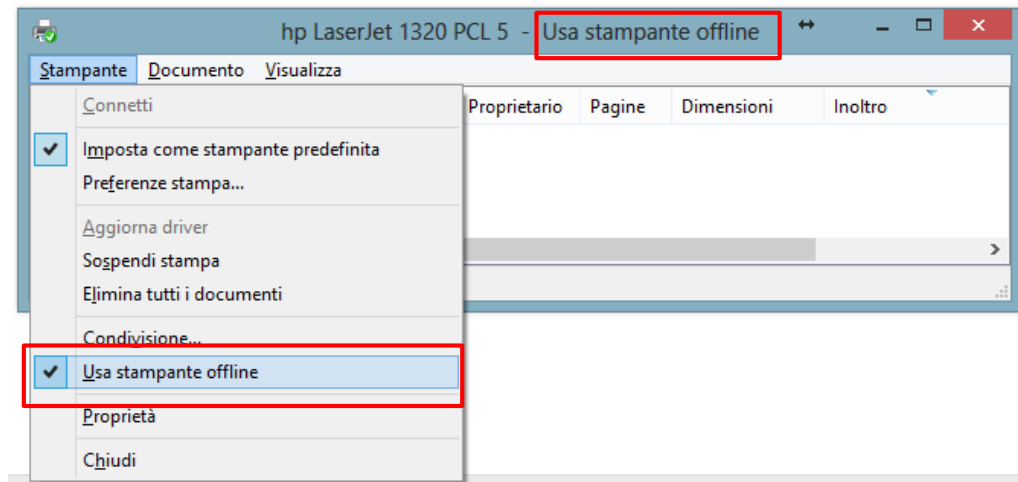 hp LaserJet 1320 PCL 5 - Usa stampante offline
Stampante Documento Visualizza
Proprietario Pagine Dimensioni Inoltro
Connetti
Imposta come stampante predefinita
Preferenze stampa...
Aggiorna driver
Sospendi stampa
Elimina tutti i documenti
Condivisione...
Usa stampante offline
Proprietà
Chiudi